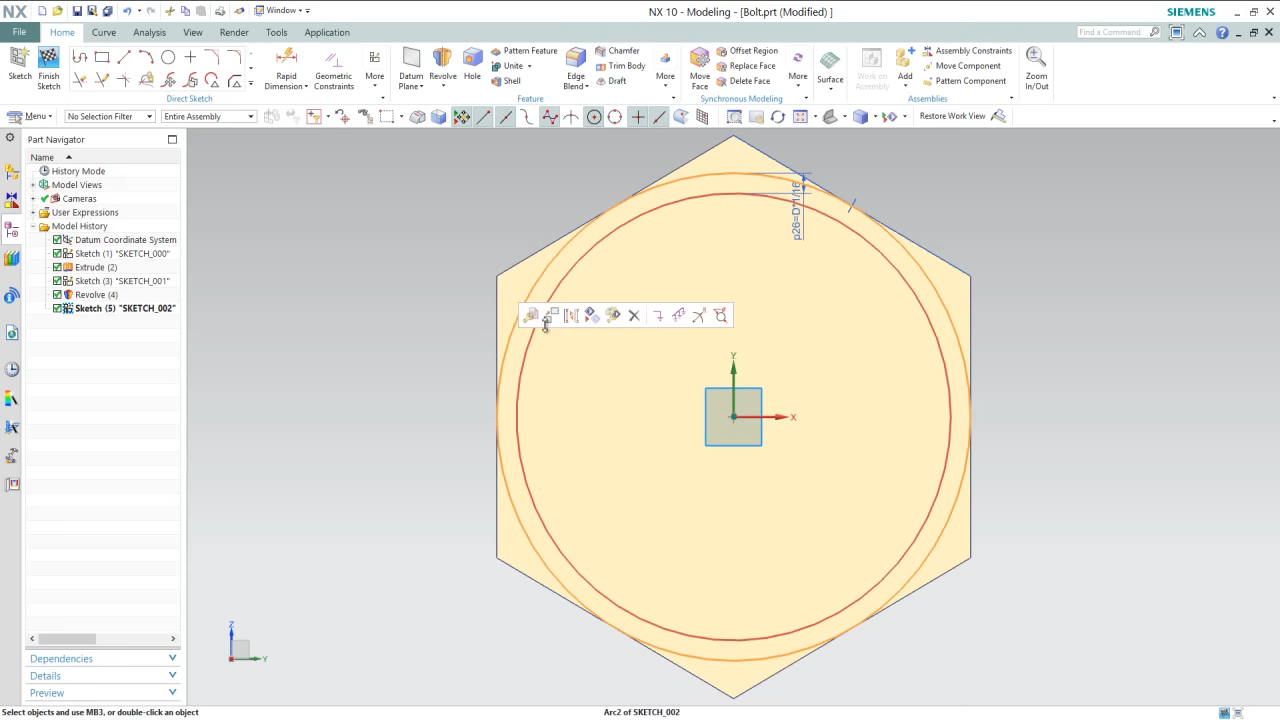 NX
Window
NX 10 - Modeling - [Bolt.prt (Modified) ]
SIEMENS
File
Home
Curve
Analysis
View
Render
Tools
Application
Find a Command
Sketch
Finish Sketch
Direct Sketch
Rapid Dimension
Geometric Constraints
More
Datum Plane
Revolve
Hole
Pattern Feature
Unite
Shell
Edge Blend
Chamfer
Trim Body
Draft
More
Feature
Move Face
Offset Region
Replace Face
Delete Face
More
Synchronous Modeling
Surface
Work on Assembly
Add
Assembly Constraints
Move Component
Pattern Component
Assemblies
Zoom In/Out
Menu
No Selection Filter
Entire Assembly
Restore Work View
Part Navigator
Name
History Mode
Model Views
Cameras
User Expressions
Model History
Datum Coordinate System
Sketch (1) "SKETCH_000"
Extrude (2)
Sketch (3) "SKETCH_001"
Revolve (4)
Sketch (5) "SKETCH_002"
Dependencies
Details
Preview
p26=D*1/16
Y
X
Z
Y
Select objects and use MB3, or double-click an object
Arc2 of SKETCH_002